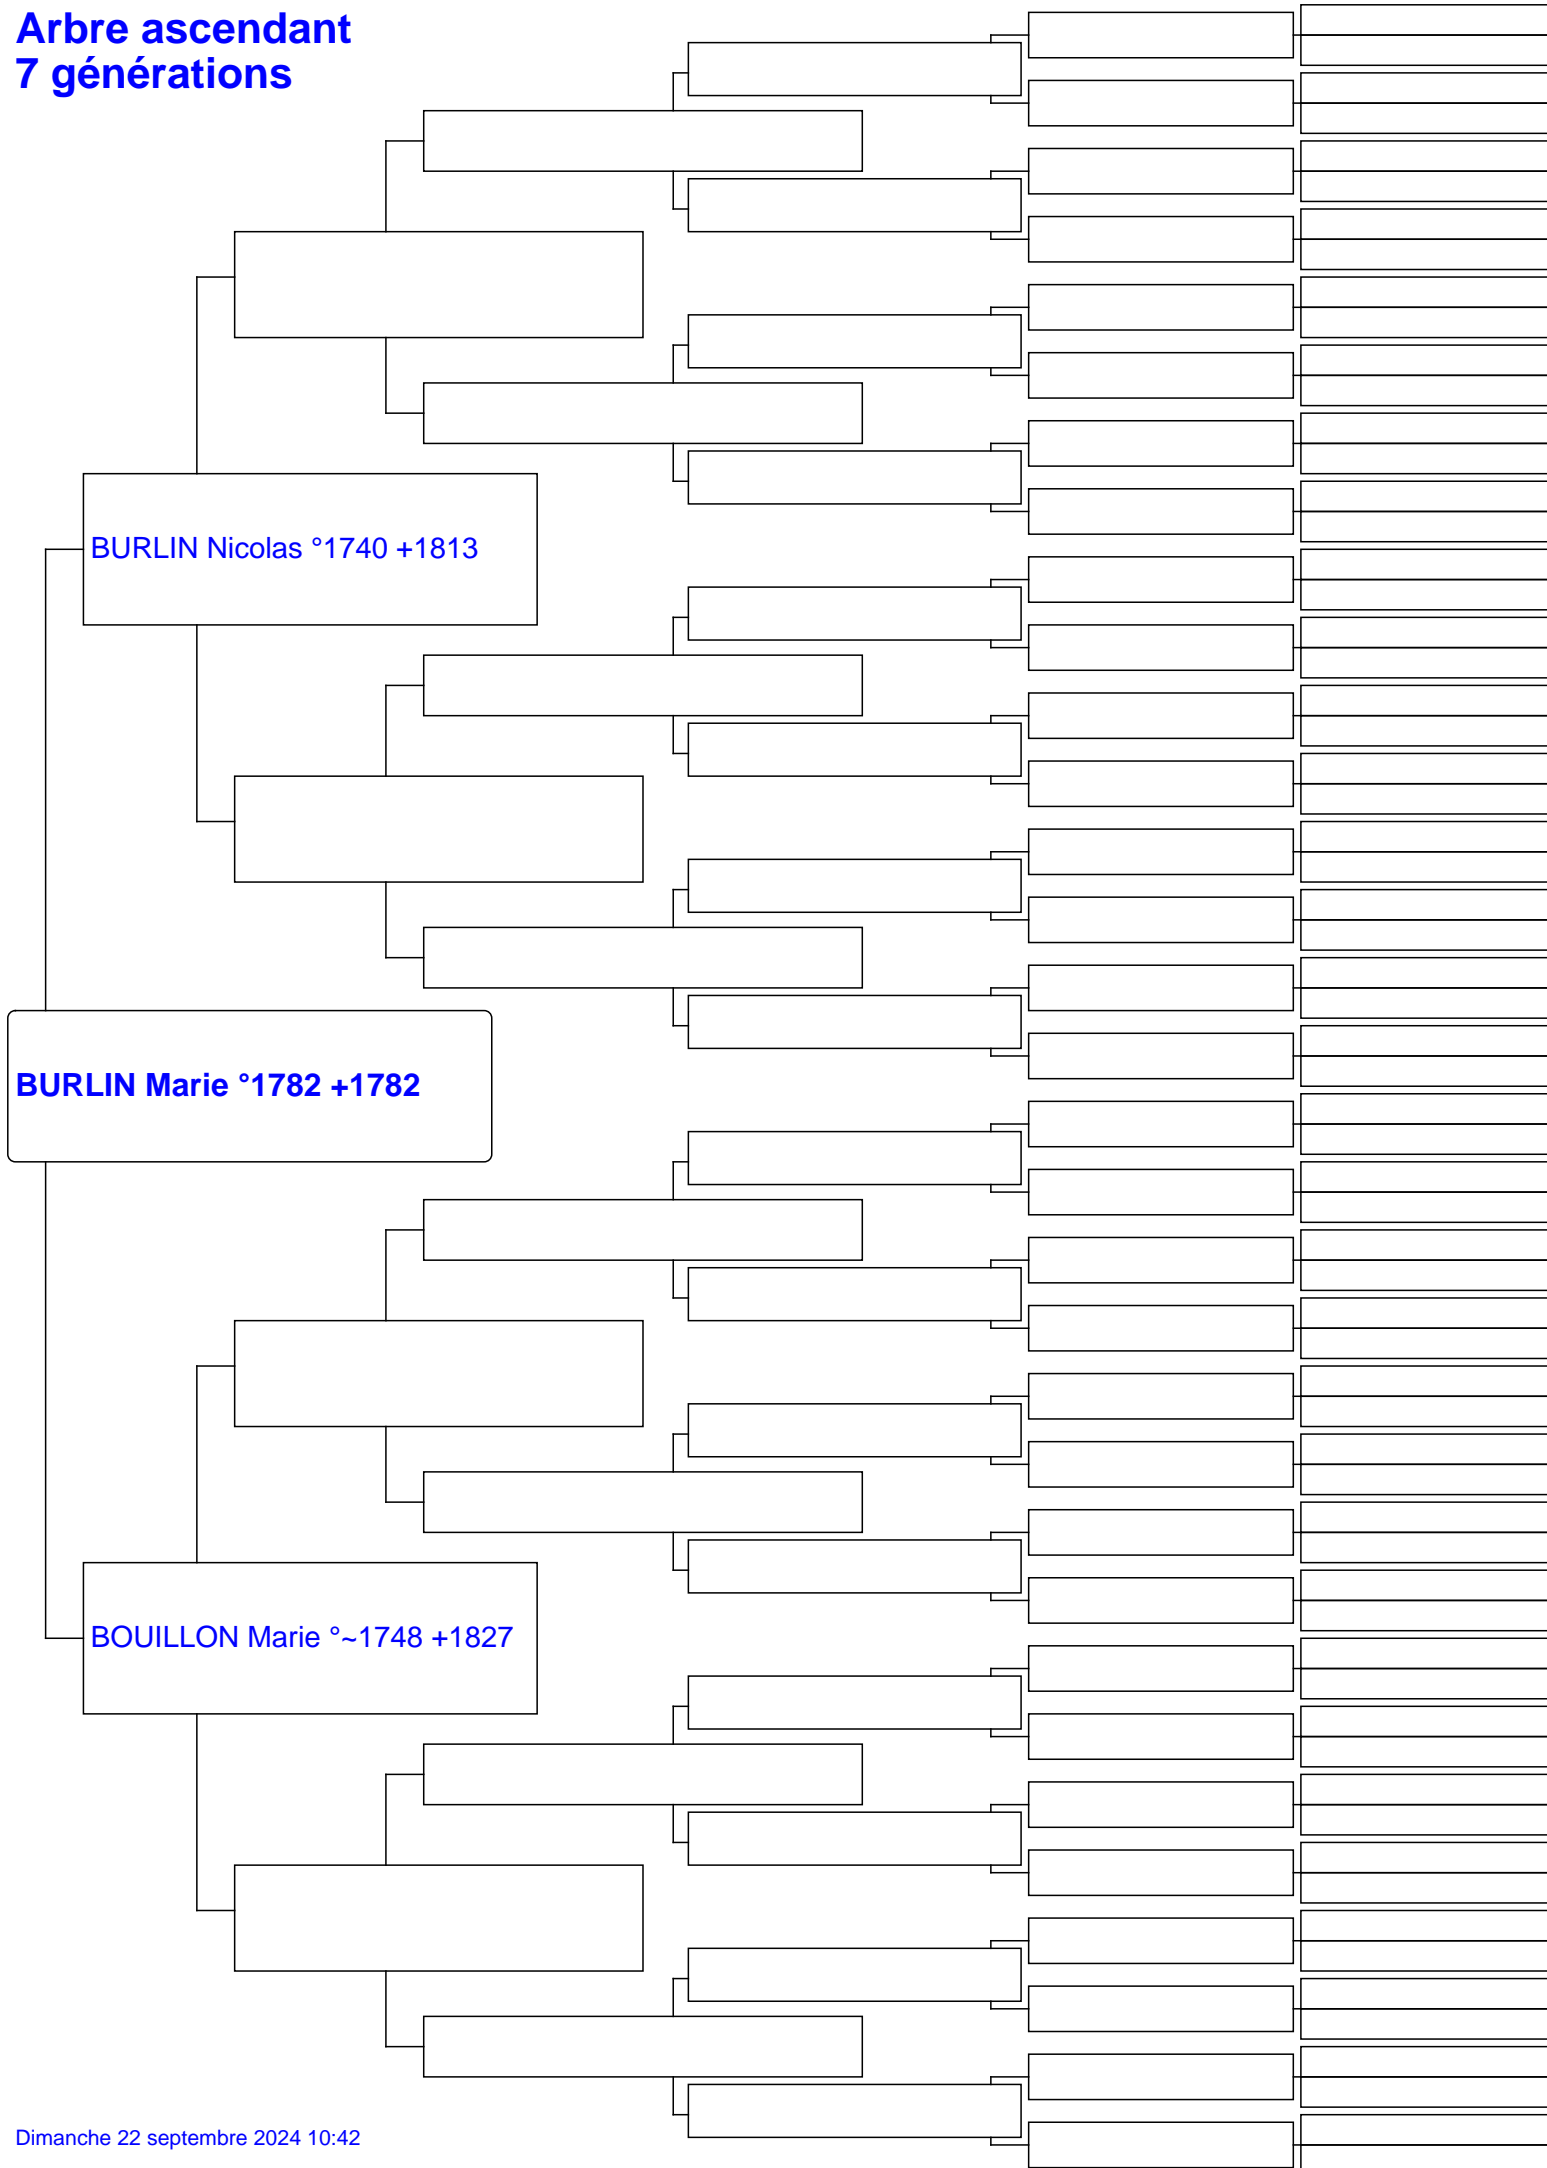 Arbre ascendant
7 générations
BURLIN Nicolas °1740 +1813
BURLIN Marie °1782 +1782
BOUILLON Marie °~1748 +1827
Dimanche 22 septembre 2024 10:42